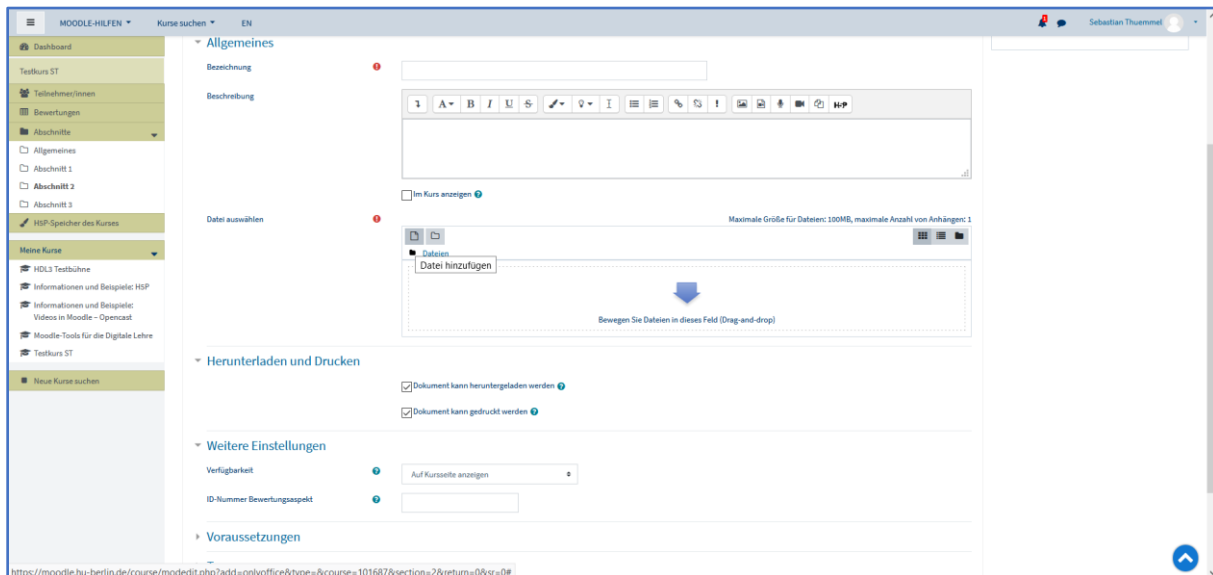 MOODLE-HILFEN Kurse suchen EN 1 Sebastian Thuemmel
Dashboard
Testkurs ST
Teilnehmer/innen
Bewertungen
Abschnitte
Allgemeines
Abschnitt 1
Abschnitt 2
Abschnitt 3
HSP-Speicher des Kurses
Meine Kurse
HDL3 Testbühne
Informationen und Beispiele: HSP
Informationen und Beispiele:
Videos in Moodle – Opencast
Moodle-Tools für die Digitale Lehre
Testkurs ST
Neue Kurse suchen
Allgemeines
Bezeichnung
Beschreibung
A B I U S H-P
Im Kurs anzeigen
Datei auswählen
Maximale Größe für Dateien: 100MB, maximale Anzahl von Anhängen: 1
Dateien
Datei hinzufügen
Bewegen Sie Dateien in dieses Feld (Drag-and-drop)
Herunterladen und Drucken
Dokument kann heruntergeladen werden
Dokument kann gedruckt werden
Weitere Einstellungen
Verfügbarkeit Auf Kursseite anzeigen
ID-Nummer Bewertungsaspekt
Voraussetzungen
https://moodle.hu-berlin.de/course/modedit.php?add=onlyoffice&type=&course=101687&section=2&return=0&sr=0#